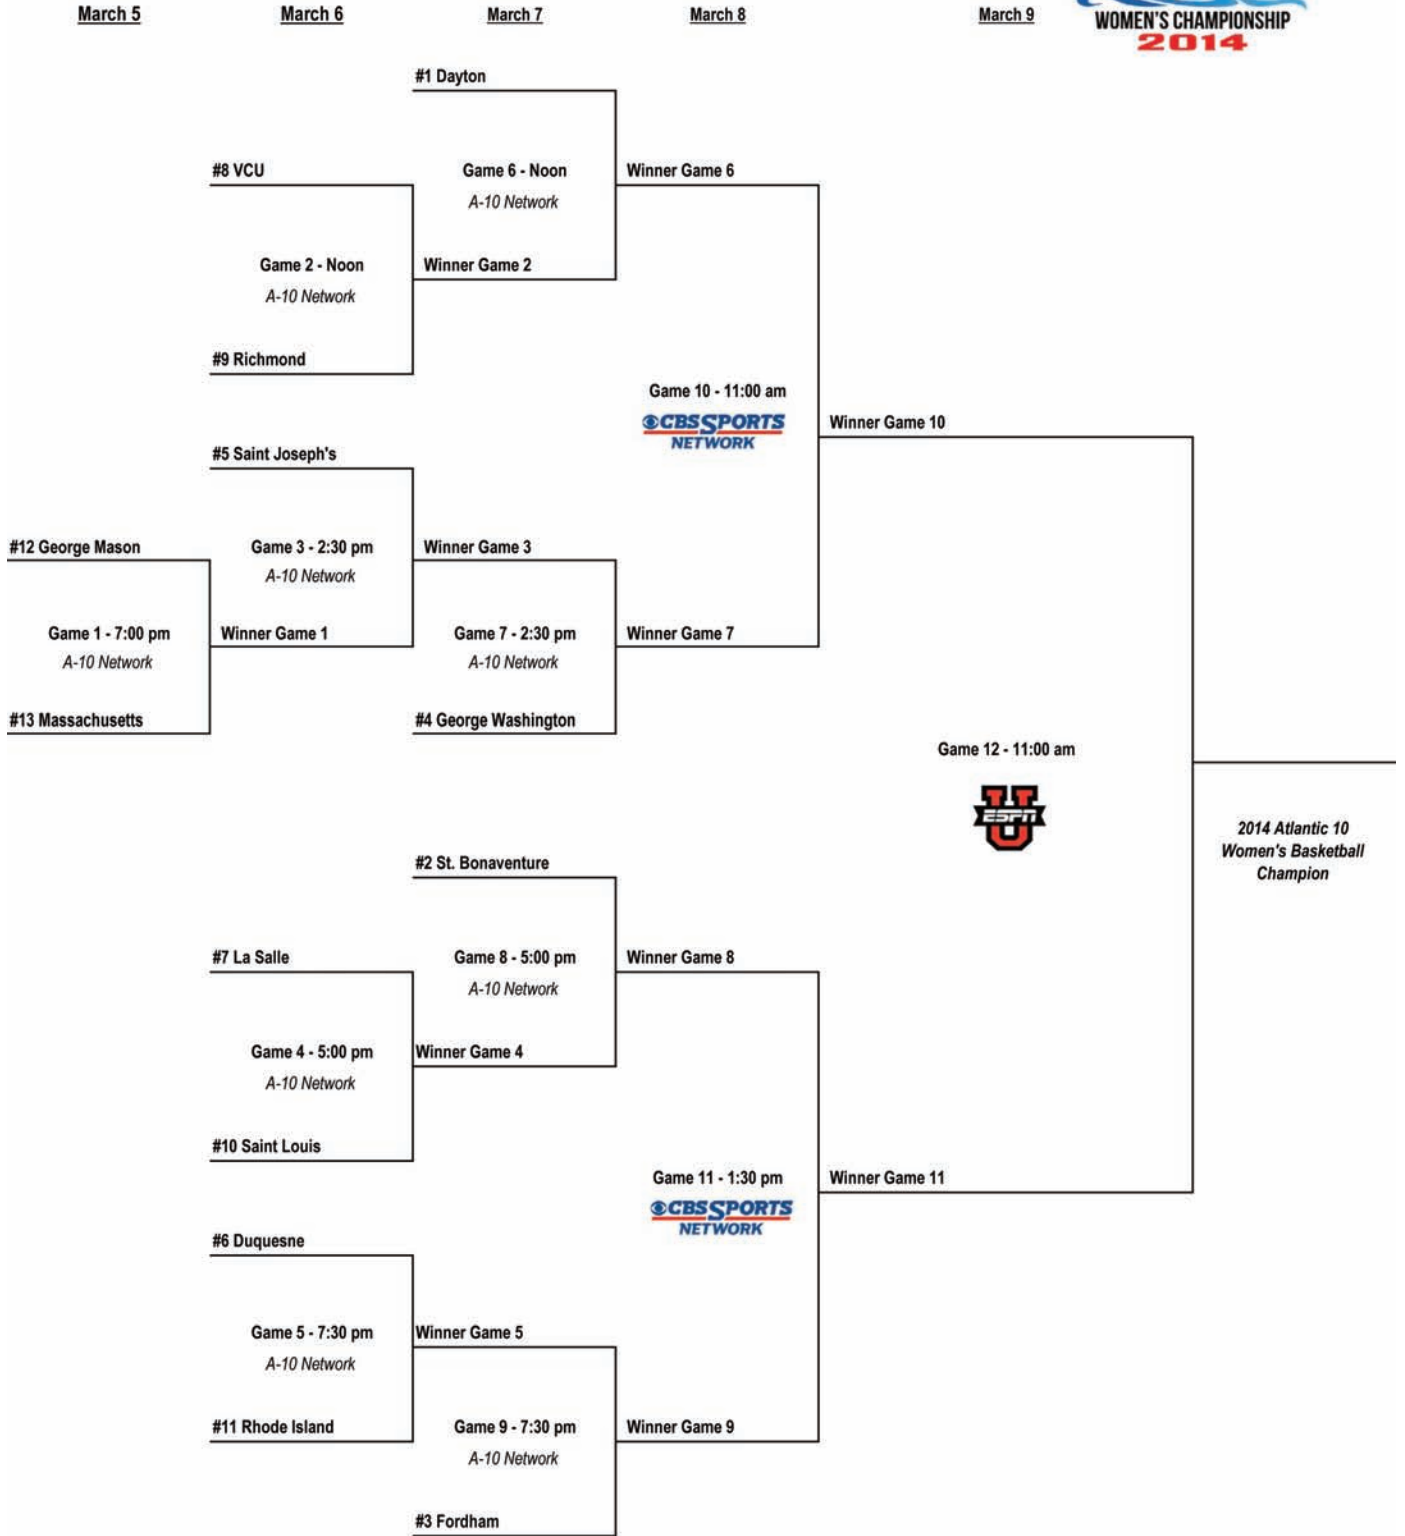 March 5
March 6
March 7
March 8
March 9
WOMEN'S CHAMPIONSHIP
2014
#1 Dayton
#8 VCU
Game 6 - Noon
A-10 Network
Winner Game 6
Game 2 - Noon
A-10 Network
Winner Game 2
#9 Richmond
Game 10 - 11:00 am
CBS SPORTS
NETWORK
Winner Game 10
#5 Saint Joseph's
#12 George Mason
Game 3 - 2:30 pm
A-10 Network
Winner Game 3
Game 1 - 7:00 pm
A-10 Network
Winner Game 1
Game 7 - 2:30 pm
A-10 Network
Winner Game 7
#13 Massachusetts
#4 George Washington
Game 12 - 11:00 am
ESPN
U
2014 Atlantic 10
Women's Basketball
Champion
#2 St. Bonaventure
#7 La Salle
Game 8 - 5:00 pm
A-10 Network
Winner Game 8
Game 4 - 5:00 pm
A-10 Network
Winner Game 4
#10 Saint Louis
Game 11 - 1:30 pm
CBS SPORTS
NETWORK
Winner Game 11
#6 Duquesne
Game 5 - 7:30 pm
A-10 Network
Winner Game 5
#11 Rhode Island
Game 9 - 7:30 pm
A-10 Network
Winner Game 9
#3 Fordham